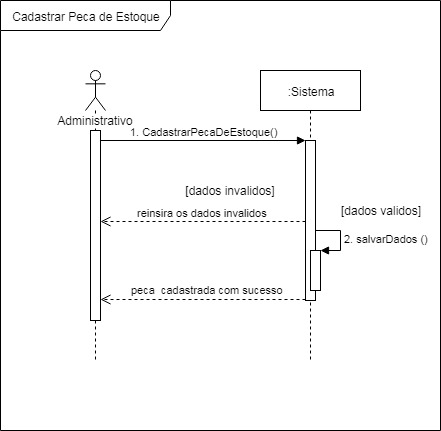 Cadastrar Peca de Estoque
Administrativo
:Sistema
1. CadastrarPecaDeEstoque()
[dados invalidos]
reinsira os dados invalidos
[dados validos]
2. salvarDados ()
peca cadastrada com sucesso